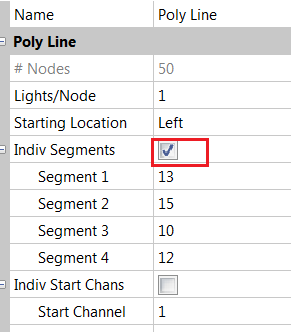 Name Poly Line
Poly Line
# Nodes 50
Lights/Node 1
Starting Location Left
Indiv Segments
Segment 1 13
Segment 2 15
Segment 3 10
Segment 4 12
Indiv Start Chans
Start Channel 1